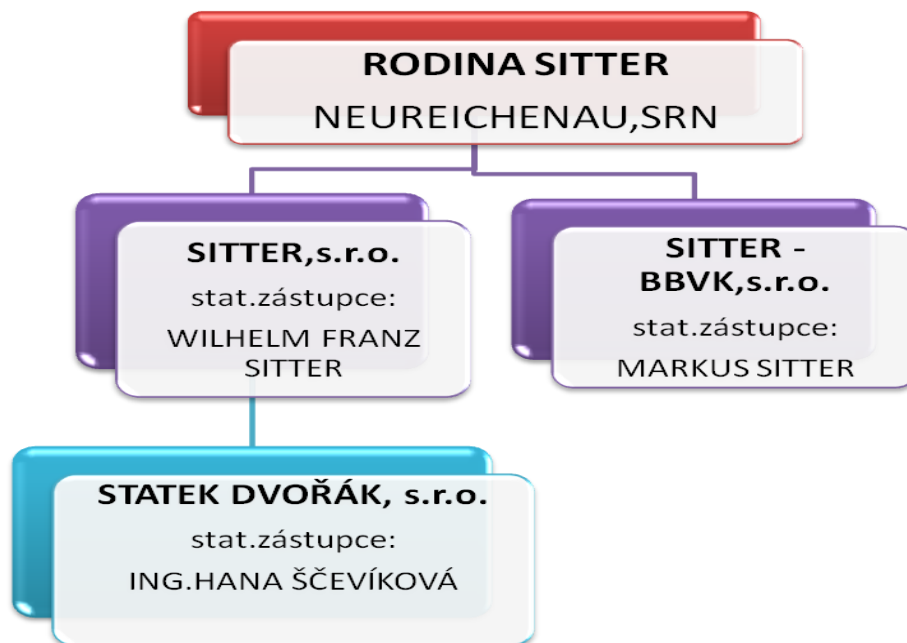 RODINA SITTER
NEUREICHENAU,SRN
SITTER,s.r.o.
stat.zástupce:
WILHELM FRANZ
SITTER
SITTER -
BBVK,s.r.o.
stat.zástupce:
MARKUS SITTER
STATEK DVOŘÁK, s.r.o.
stat.zástupce:
ING.HANA ŠČEVÍKOVÁ